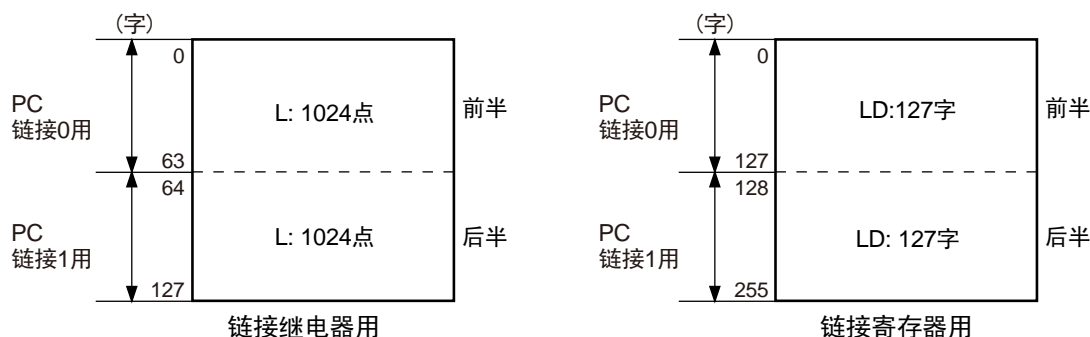 (字)
0
PC
链接0用
L: 1024点
前半
63
64
PC
链接1用
L: 1024点
后半
127
链接继电器用
(字)
0
PC
链接0用
LD:127字
前半
127
128
PC
链接1用
LD: 127字
后半
255
链接寄存器用